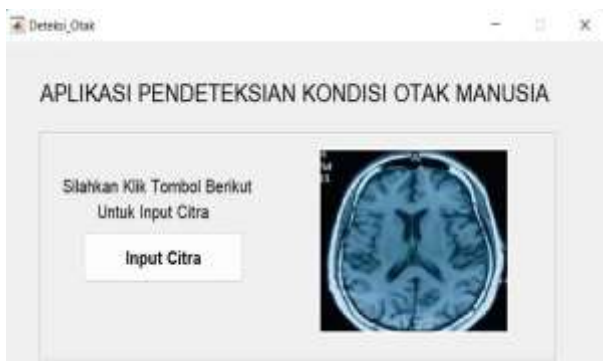 Deteksi_Otak
APLIKASI PENDETEKSIAN KONDISI OTAK MANUSIA
Silahkan Klik Tombol Berikut
Untuk Input Citra
Input Citra